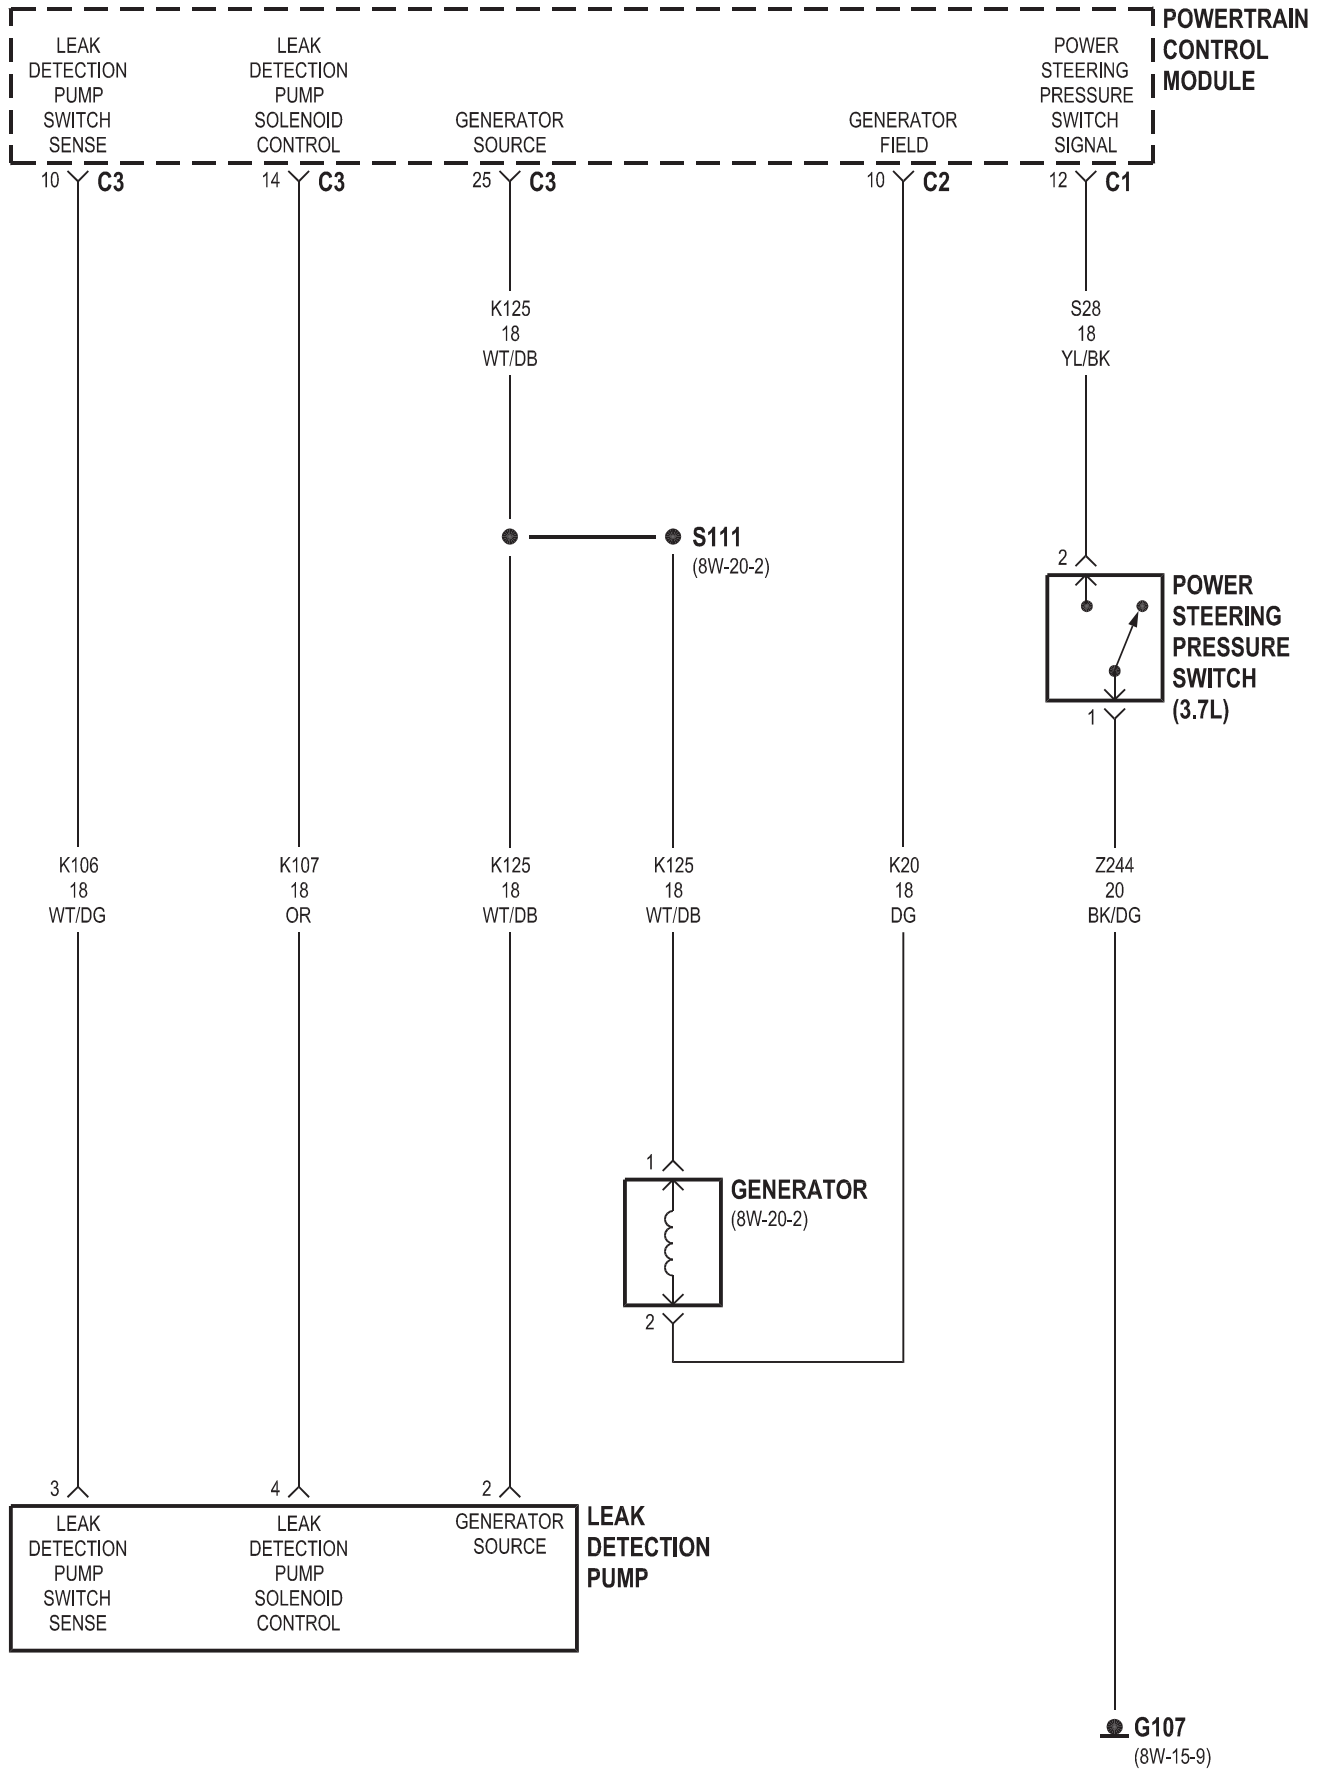 POWERTRAIN
CONTROL
MODULE
LEAK
DETECTION
PUMP
SWITCH
SENSE
LEAK
DETECTION
PUMP
SOLENOID
CONTROL
GENERATOR
SOURCE
GENERATOR
FIELD
POWER
STEERING
PRESSURE
SWITCH
SIGNAL
10 C3
14 C3
25 C3
10 C2
12 C1
K125
18
WT/DB
S28
18
YL/BK
S111
(8W-20-2)
2
POWER
STEERING
PRESSURE
SWITCH
(3.7L)
1
K106
18
WT/DG
K107
18
OR
K125
18
WT/DB
K125
18
WT/DB
K20
18
DG
Z244
20
BK/DG
1
GENERATOR
(8W-20-2)
2
3
4
2
LEAK
DETECTION
PUMP
SWITCH
SENSE
LEAK
DETECTION
PUMP
SOLENOID
CONTROL
GENERATOR
SOURCE
LEAK
DETECTION
PUMP
G107
(8W-15-9)